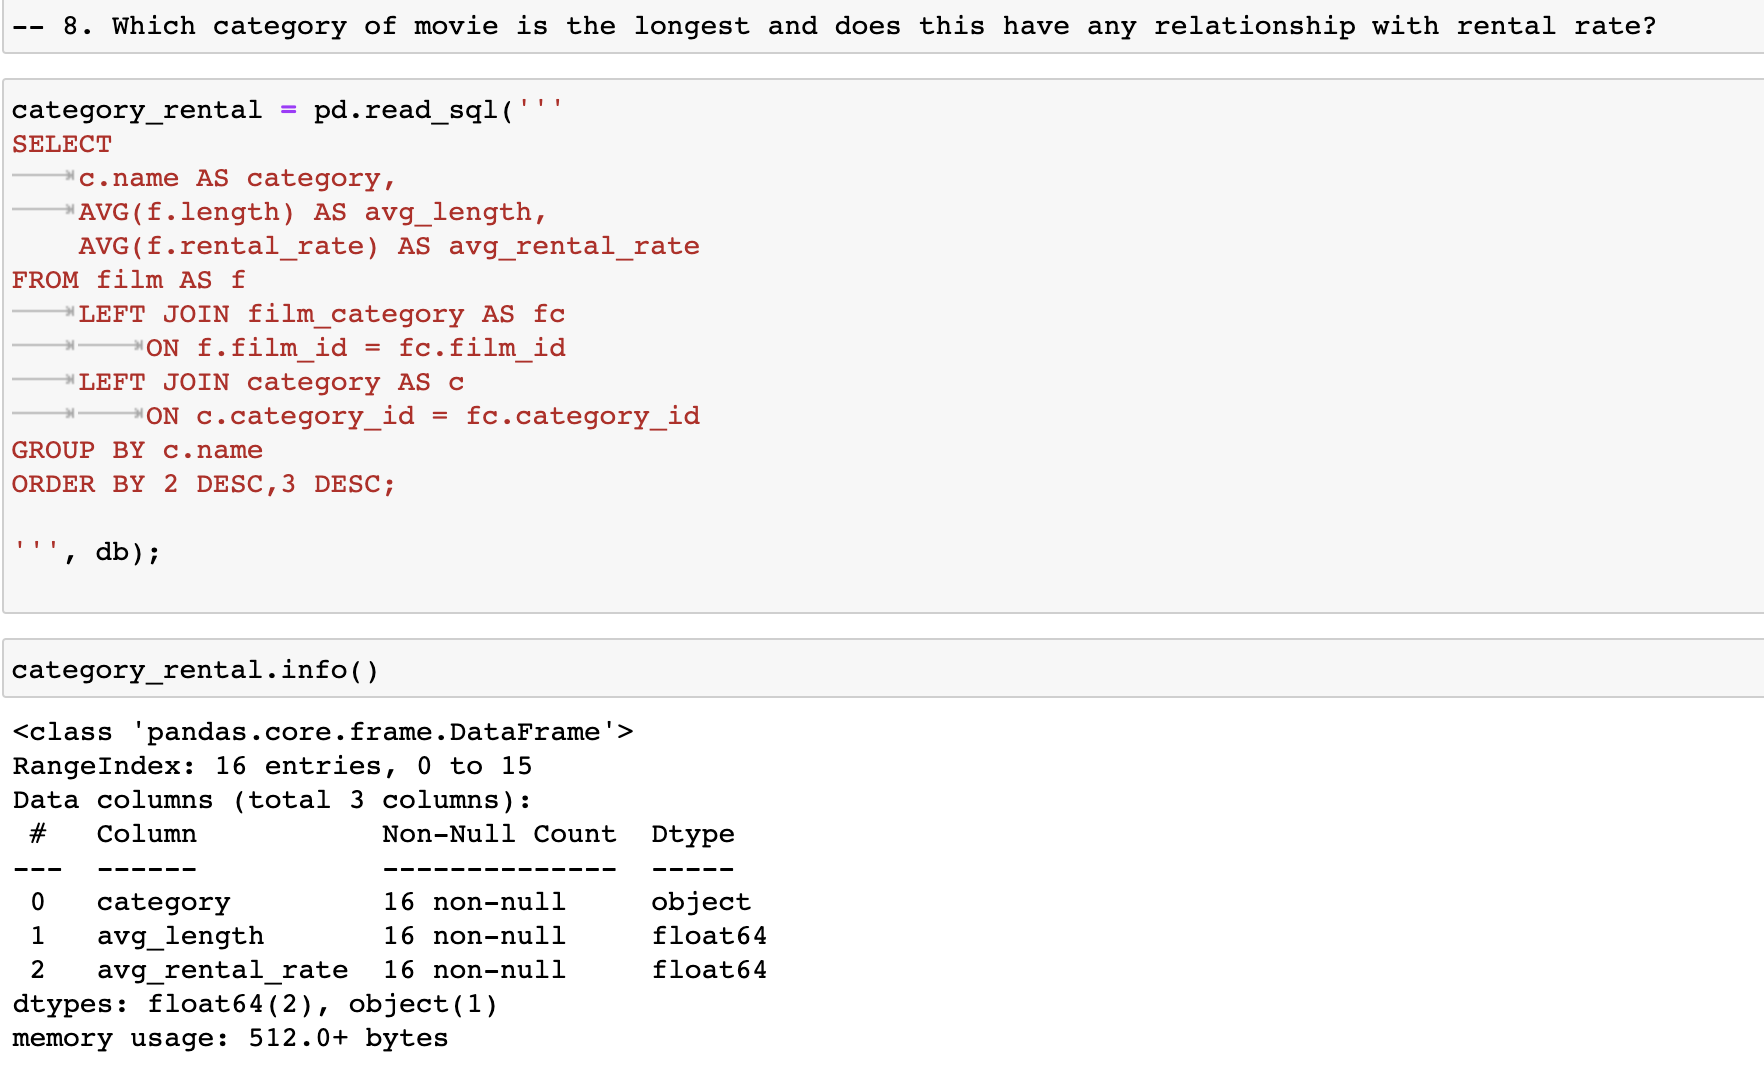 -- 8. Which category of movie is the longest and does this have any relationship with rental rate?
category_rental = pd.read_sql('''
SELECT
c.name AS category,
AVG(f.length) AS avg_length,
AVG(f.rental_rate) AS avg_rental_rate
FROM film AS f
LEFT JOIN film_category AS fc
ON f.film_id = fc.film_id
LEFT JOIN category AS c
ON c.category_id = fc.category_id
GROUP BY c.name
ORDER BY 2 DESC,3 DESC;
''', db);
category_rental.info()
<class 'pandas.core.frame.DataFrame'>
RangeIndex: 16 entries, 0 to 15
Data columns (total 3 columns):
 #   Column           Non-Null Count  Dtype
---  ------           --------------  -----
 0   category         16 non-null     object
 1   avg_length       16 non-null     float64
 2   avg_rental_rate  16 non-null     float64
dtypes: float64(2), object(1)
memory usage: 512.0+ bytes